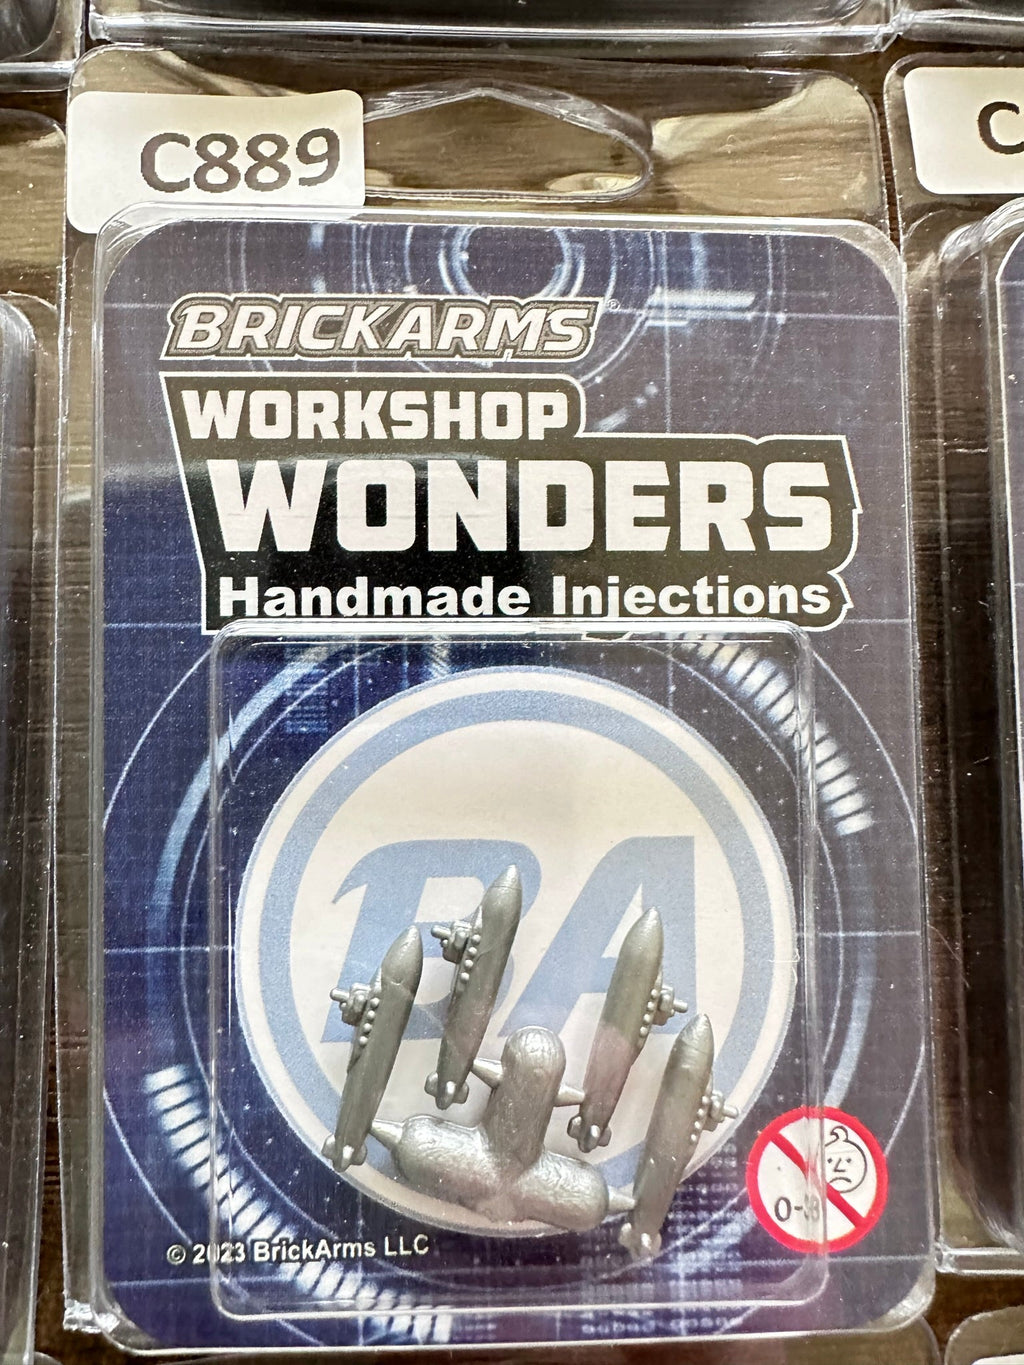 C889
C
BRICKARMS®
WORKSHOP
WONDERS
Handmade Injections
BA
0-3
© 2023 BrickArms LLC